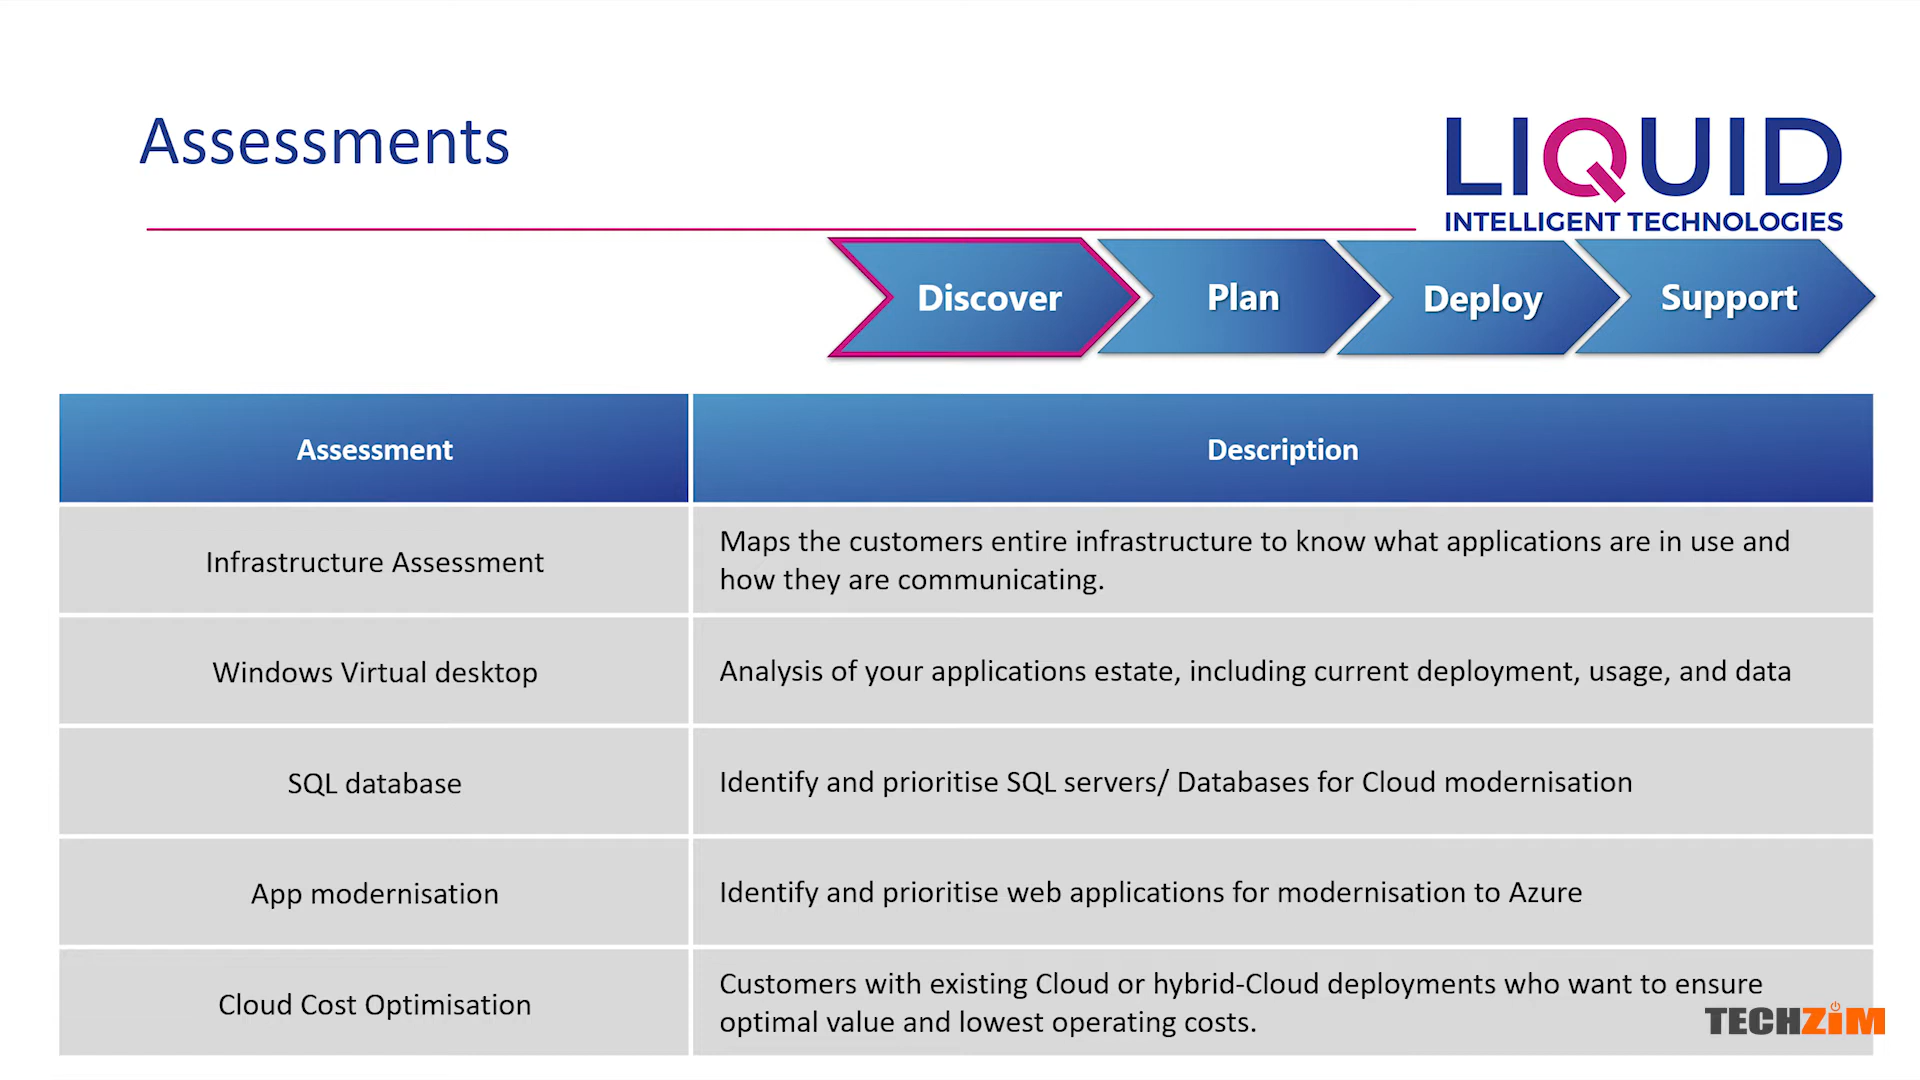 Assessments
LIQUID
INTELLIGENT TECHNOLOGIES
Discover
Plan
Deploy
Support
Assessment
Description
Infrastructure Assessment
Maps the customers entire infrastructure to know what applications are in use and
how they are communicating.
Windows Virtual desktop
Analysis of your applications estate, including current deployment, usage, and data
SQL database
Identify and prioritise SQL servers/ Databases for Cloud modernisation
App modernisation
Identify and prioritise web applications for modernisation to Azure
Cloud Cost Optimisation
Customers with existing Cloud or hybrid-Cloud deployments who want to ensure
optimal value and lowest operating costs.
TECHZiM